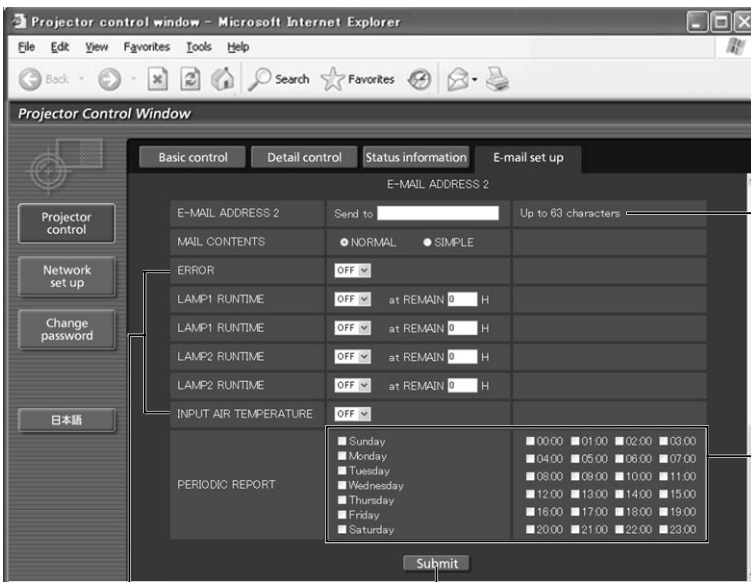 Projector control window - Microsoft Internet Explorer
File Edit View Favorites Tools Help
Back Search Favorites
Projector Control Window
Basic control Detail control Status information E-mail set up
E-MAIL ADDRESS 2
Projector control
Network set up
Change password
日本語
E-MAIL ADDRESS 2 Send to Up to 63 characters
MAIL CONTENTS NORMAL SIMPLE
ERROR OFF
LAMP1 RUNTIME OFF at REMAIN 0 H
LAMP1 RUNTIME OFF at REMAIN 0 H
LAMP2 RUNTIME OFF at REMAIN 0 H
LAMP2 RUNTIME OFF at REMAIN 0 H
INPUT AIR TEMPERATURE OFF
PERIODIC REPORT
Sunday
Monday
Tuesday
Wednesday
Thursday
Friday
Saturday
00:00 01:00 02:00 03:00
04:00 05:00 06:00 07:00
08:00 09:00 10:00 11:00
12:00 13:00 14:00 15:00
16:00 17:00 18:00 19:00
20:00 21:00 22:00 23:00
Submit